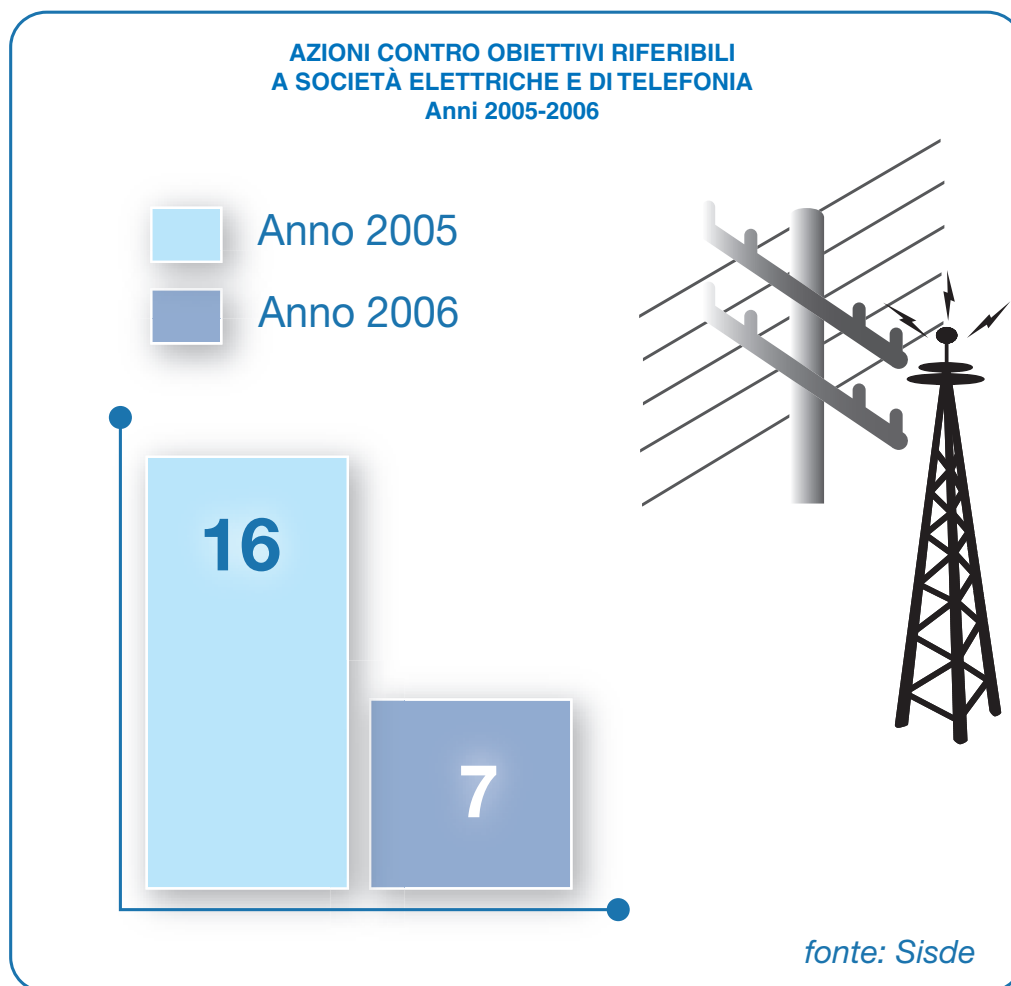 AZIONI CONTRO OBIETTIVI RIFERIBILI
A SOCIETÀ ELETTRICHE E DI TELEFONIA
Anni 2005-2006
Anno 2005
Anno 2006
16
7
fonte: Sisde